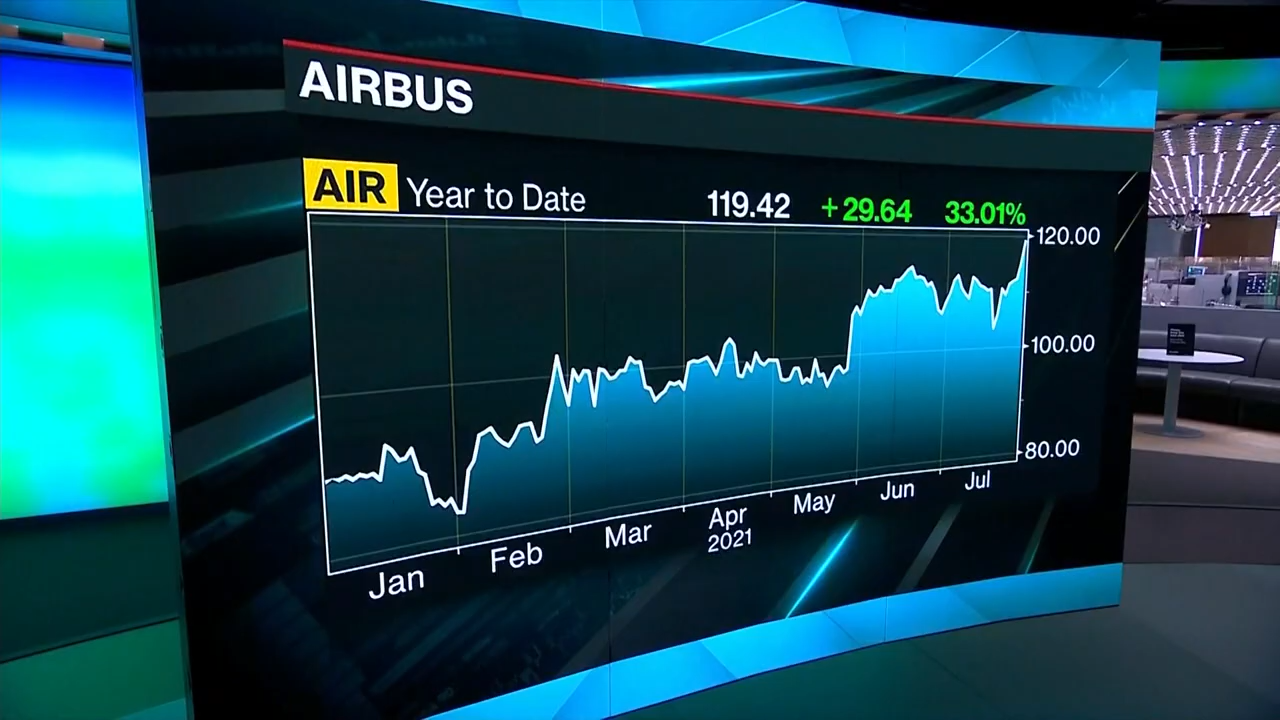 AIRBUS
AIR Year to Date 119.42 +29.64 33.01%
120.00
100.00
80.00
Jan Feb Mar Apr May Jun Jul
2021